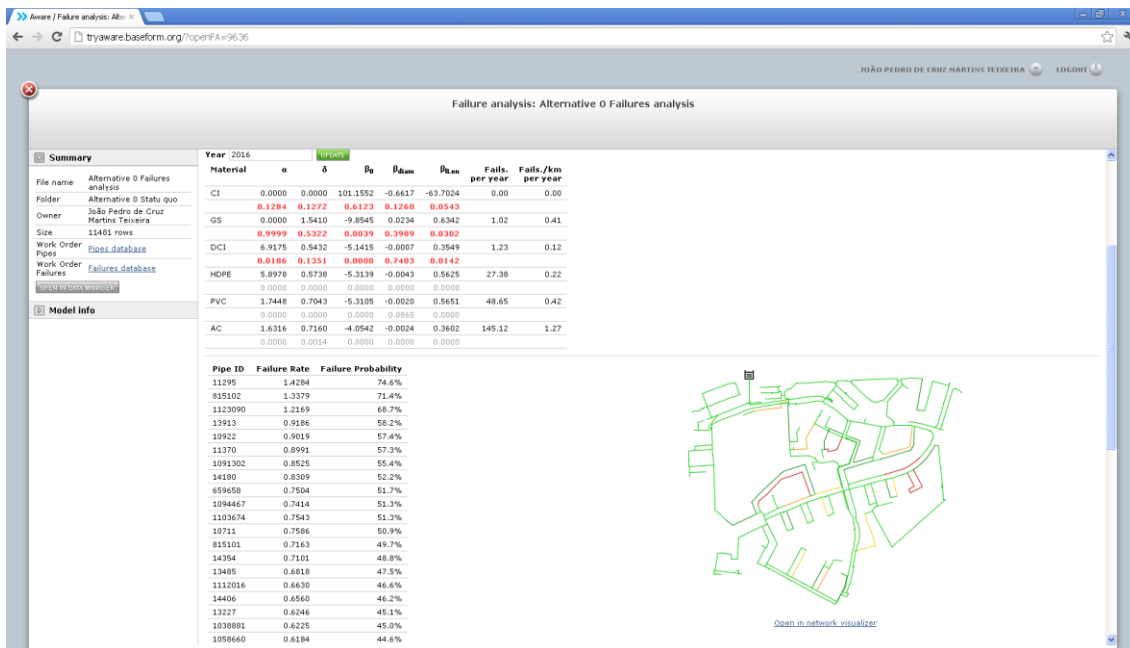 Aware / Failure analysis: Alte
tryaware.baseform.org/?openFA=9636
JOÃO PEDRO DE CRUZ MARTINS TEIXEIRA LOGOUT
Failure analysis: Alternative 0 Failures analysis
Summary
File name Alternative 0 Failures analysis
Folder Alternative 0 Statu quo
Owner João Pedro de Cruz Martins Teixeira
Size 11481 rows
Work Order Pipes Pipes database
Work Order Failures Failures database
OPEN IN DATA MANAGER
Model info
Year 2016 UPDATE
Material α δ β0 βdiam βlLen Fails. per year Fails./km per year
CI 0.0000 0.0000 101.1552 -0.6617 -63.7024 0.00 0.00
0.1284 0.1272 0.6123 0.1260 0.0543
GS 0.0000 1.5410 -9.8545 0.0234 0.6342 1.02 0.41
0.9999 0.5322 0.0039 0.3909 0.0302
DCI 6.9175 0.5432 -5.1415 -0.0007 0.3549 1.23 0.12
0.0186 0.1351 0.0000 0.7403 0.0142
HDPE 5.8978 0.5738 -5.3139 -0.0043 0.5625 27.38 0.22
0.0000 0.0000 0.0000 0.0000 0.0000
PVC 1.7448 0.7043 -5.3105 -0.0020 0.5651 48.65 0.42
0.0000 0.0000 0.0000 0.0865 0.0000
AC 1.6316 0.7160 -4.0542 -0.0024 0.3602 145.12 1.27
0.0000 0.0014 0.0000 0.0000 0.0000
Pipe ID Failure Rate Failure Probability
11295 1.4284 74.6%
815102 1.3379 71.4%
1123090 1.2169 68.7%
13913 0.9186 58.2%
10922 0.9019 57.4%
11370 0.8991 57.3%
1091302 0.8525 55.4%
14180 0.8309 52.2%
659658 0.7504 51.7%
1094467 0.7414 51.3%
1103674 0.7543 51.3%
10711 0.7586 50.9%
815101 0.7163 49.7%
14354 0.7101 48.8%
13485 0.6818 47.5%
1112016 0.6630 46.6%
14406 0.6560 46.2%
13227 0.6246 45.1%
1038881 0.6225 45.0%
1058660 0.6184 44.6%
Open in network visualizer